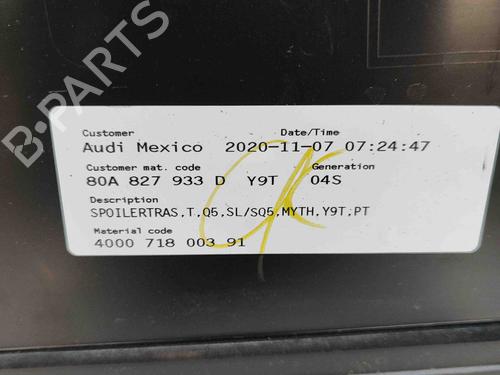 B-PARTS
Customer Date/Time
Audi Mexico 2020-11-07 07:24:47
Customer mat. code Generation
80A 827 933 D Y9T 04S
Description
SPOILERTRAS,T,Q5,SL/SQ5,MYTH,Y9T,PT
Material code
4000 718 003 91
OK